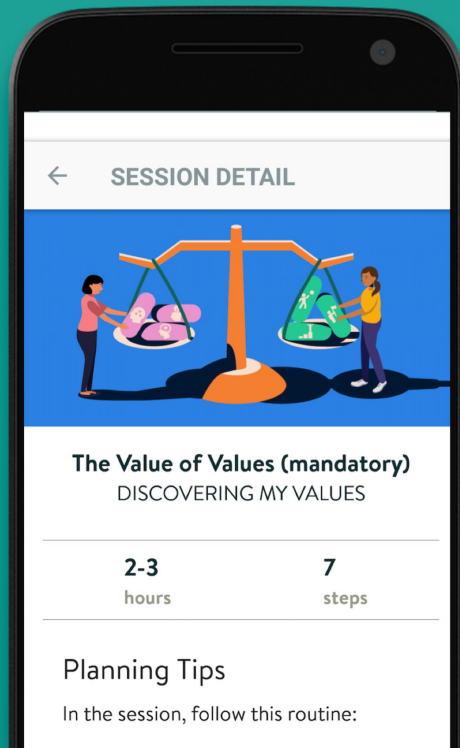 SESSION DETAIL
The Value of Values (mandatory)
DISCOVERING MY VALUES
2-3 7
hours steps
Planning Tips
In the session, follow this routine: